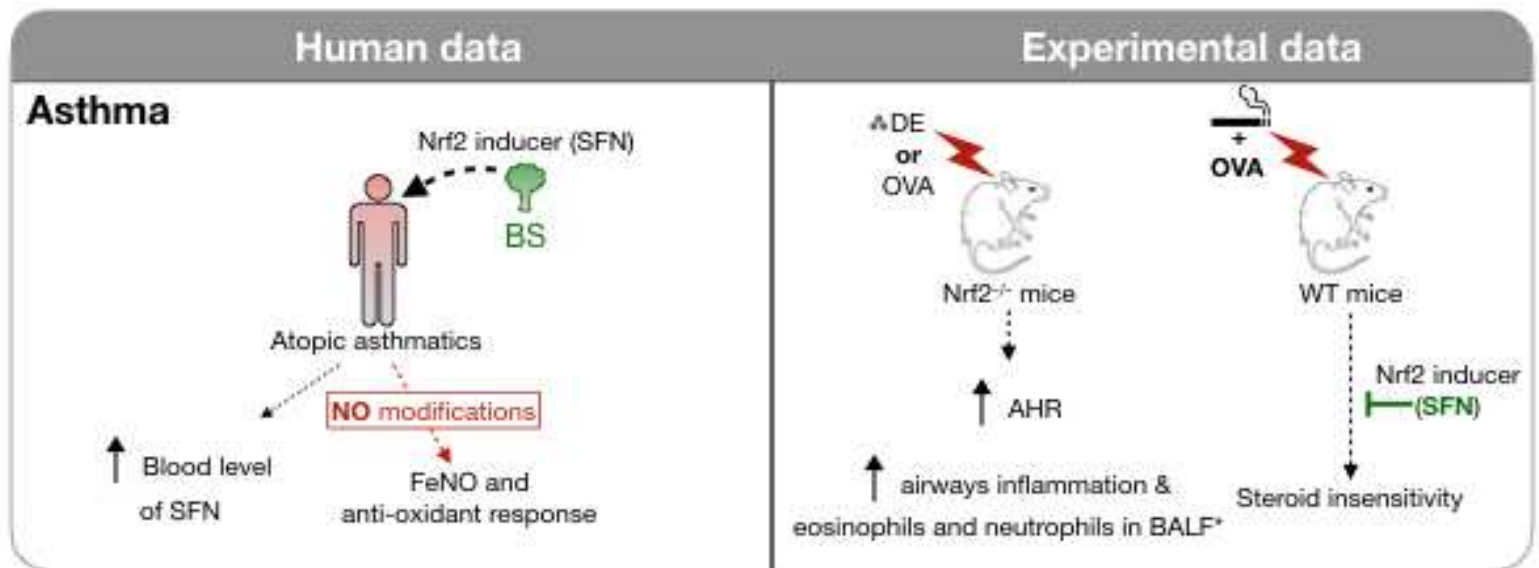 Human data
Experimental data
Asthma
Nrf2 inducer (SFN)
BS
Atopic asthmatics
NO modifications
Blood level
of SFN
FeNO and
anti-oxidant response
DE
or
OVA
Nrf2-/- mice
AHR
airways inflammation &
eosinophils and neutrophils in BALF*
+
OVA
WT mice
Nrf2 inducer
(SFN)
Steroid insensitivity